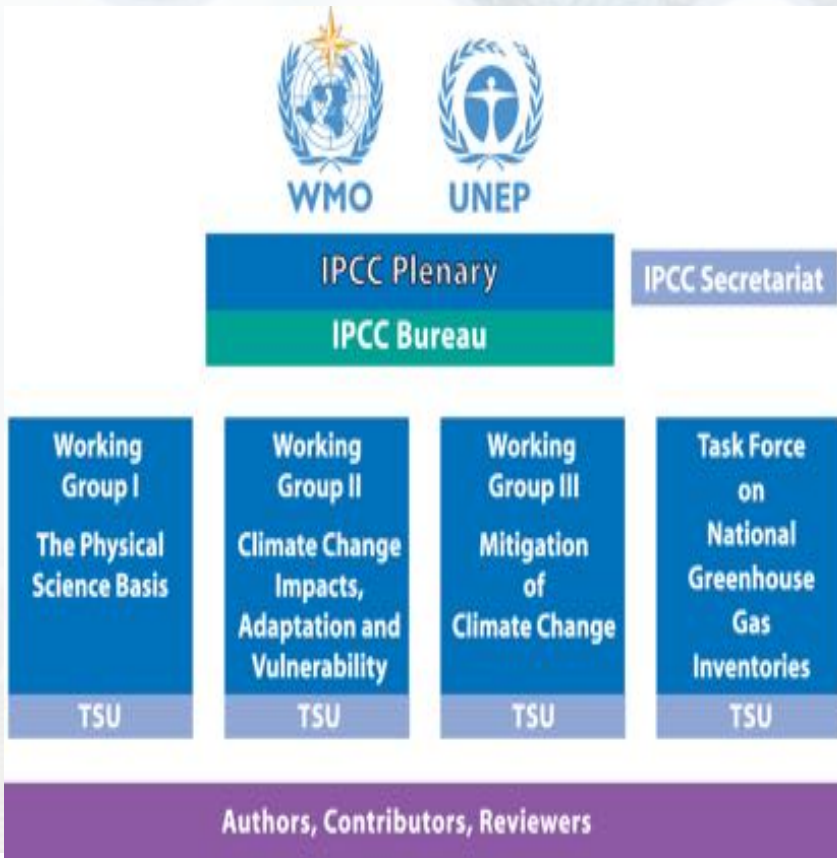 WMO
UNEP
IPCC Plenary
IPCC Secretariat
IPCC Bureau
Working
Group I
The Physical
Science Basis
TSU
Working
Group II
Climate Change
Impacts,
Adaptation and
Vulnerability
TSU
Working
Group III
Mitigation
of
Climate Change
TSU
Task Force
on
National
Greenhouse
Gas
Inventories
TSU
Authors, Contributors, Reviewers